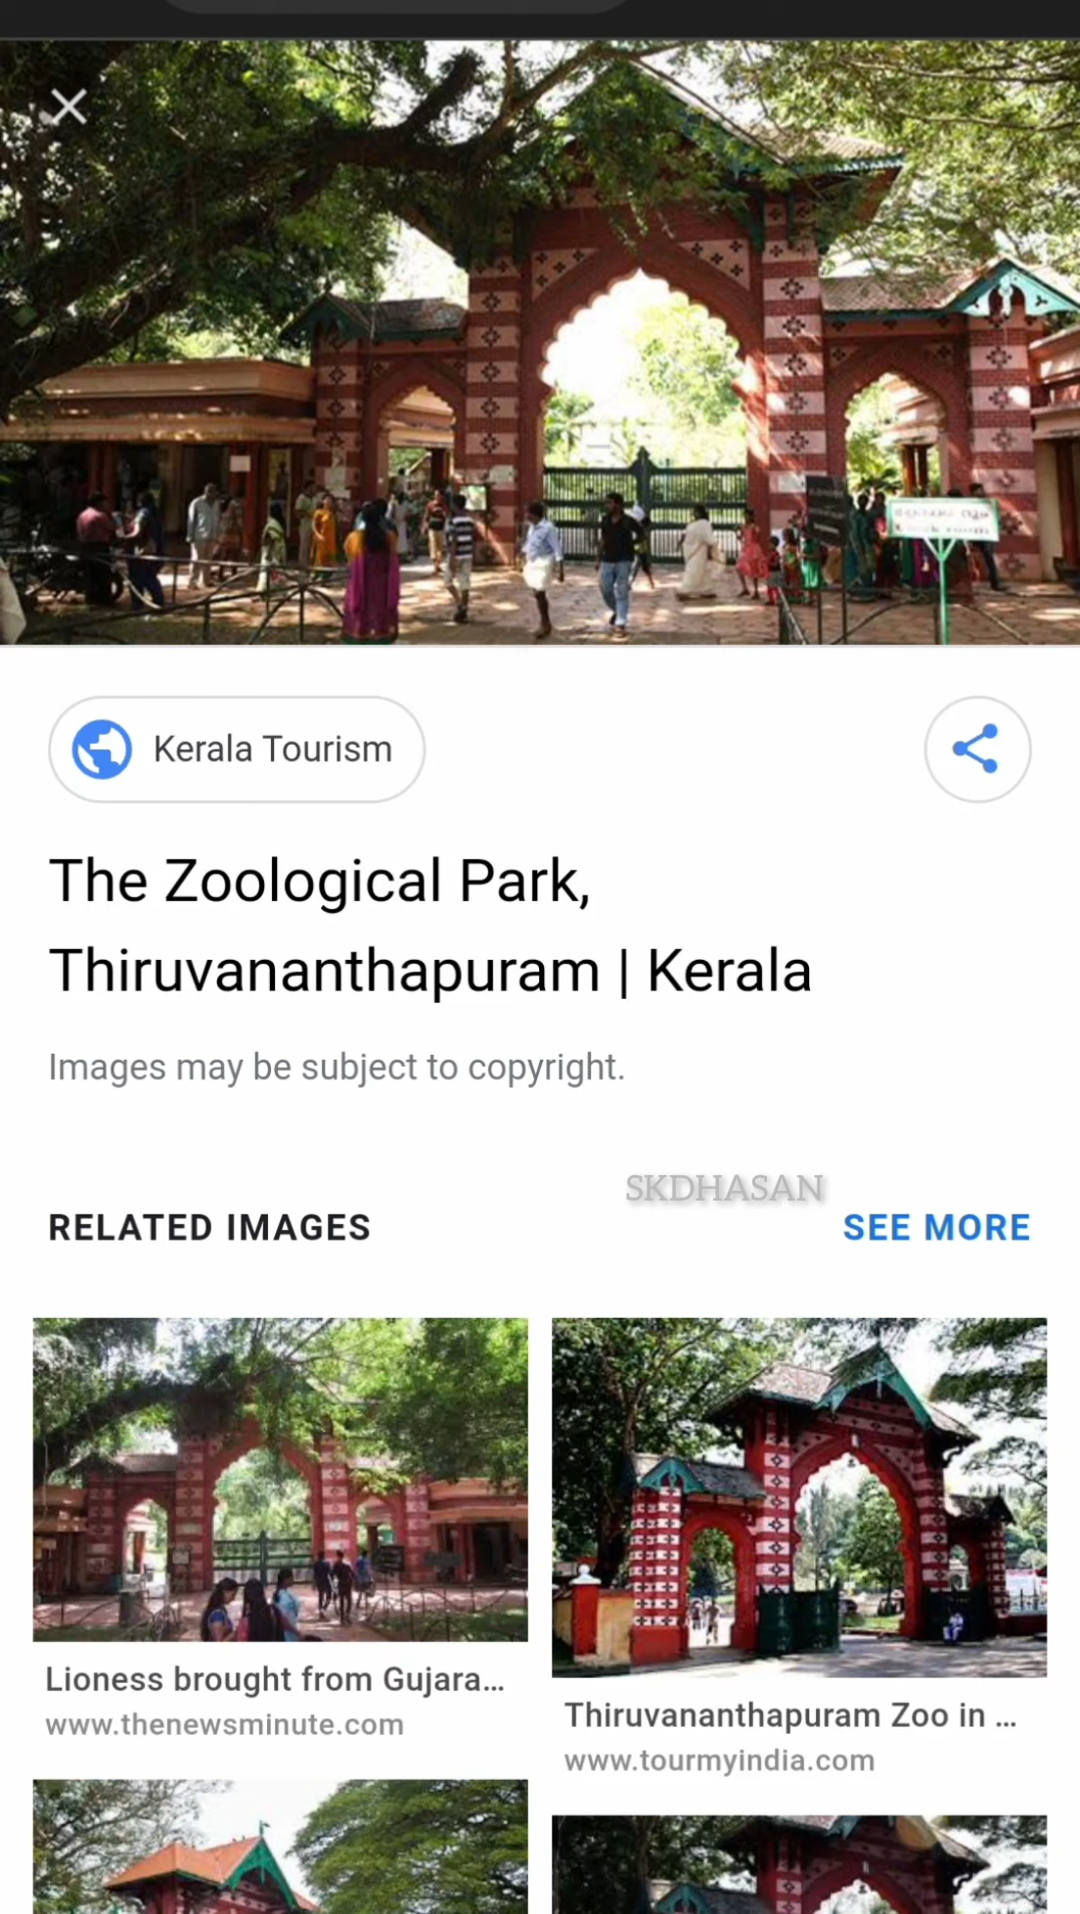 Kerala Tourism
The Zoological Park,
Thiruvananthapuram | Kerala
Images may be subject to copyright.
SKDHASAN
RELATED IMAGES
SEE MORE
Lioness brought from Gujara...
www.thenewsminute.com
Thiruvananthapuram Zoo in ...
www.tourmyindia.com